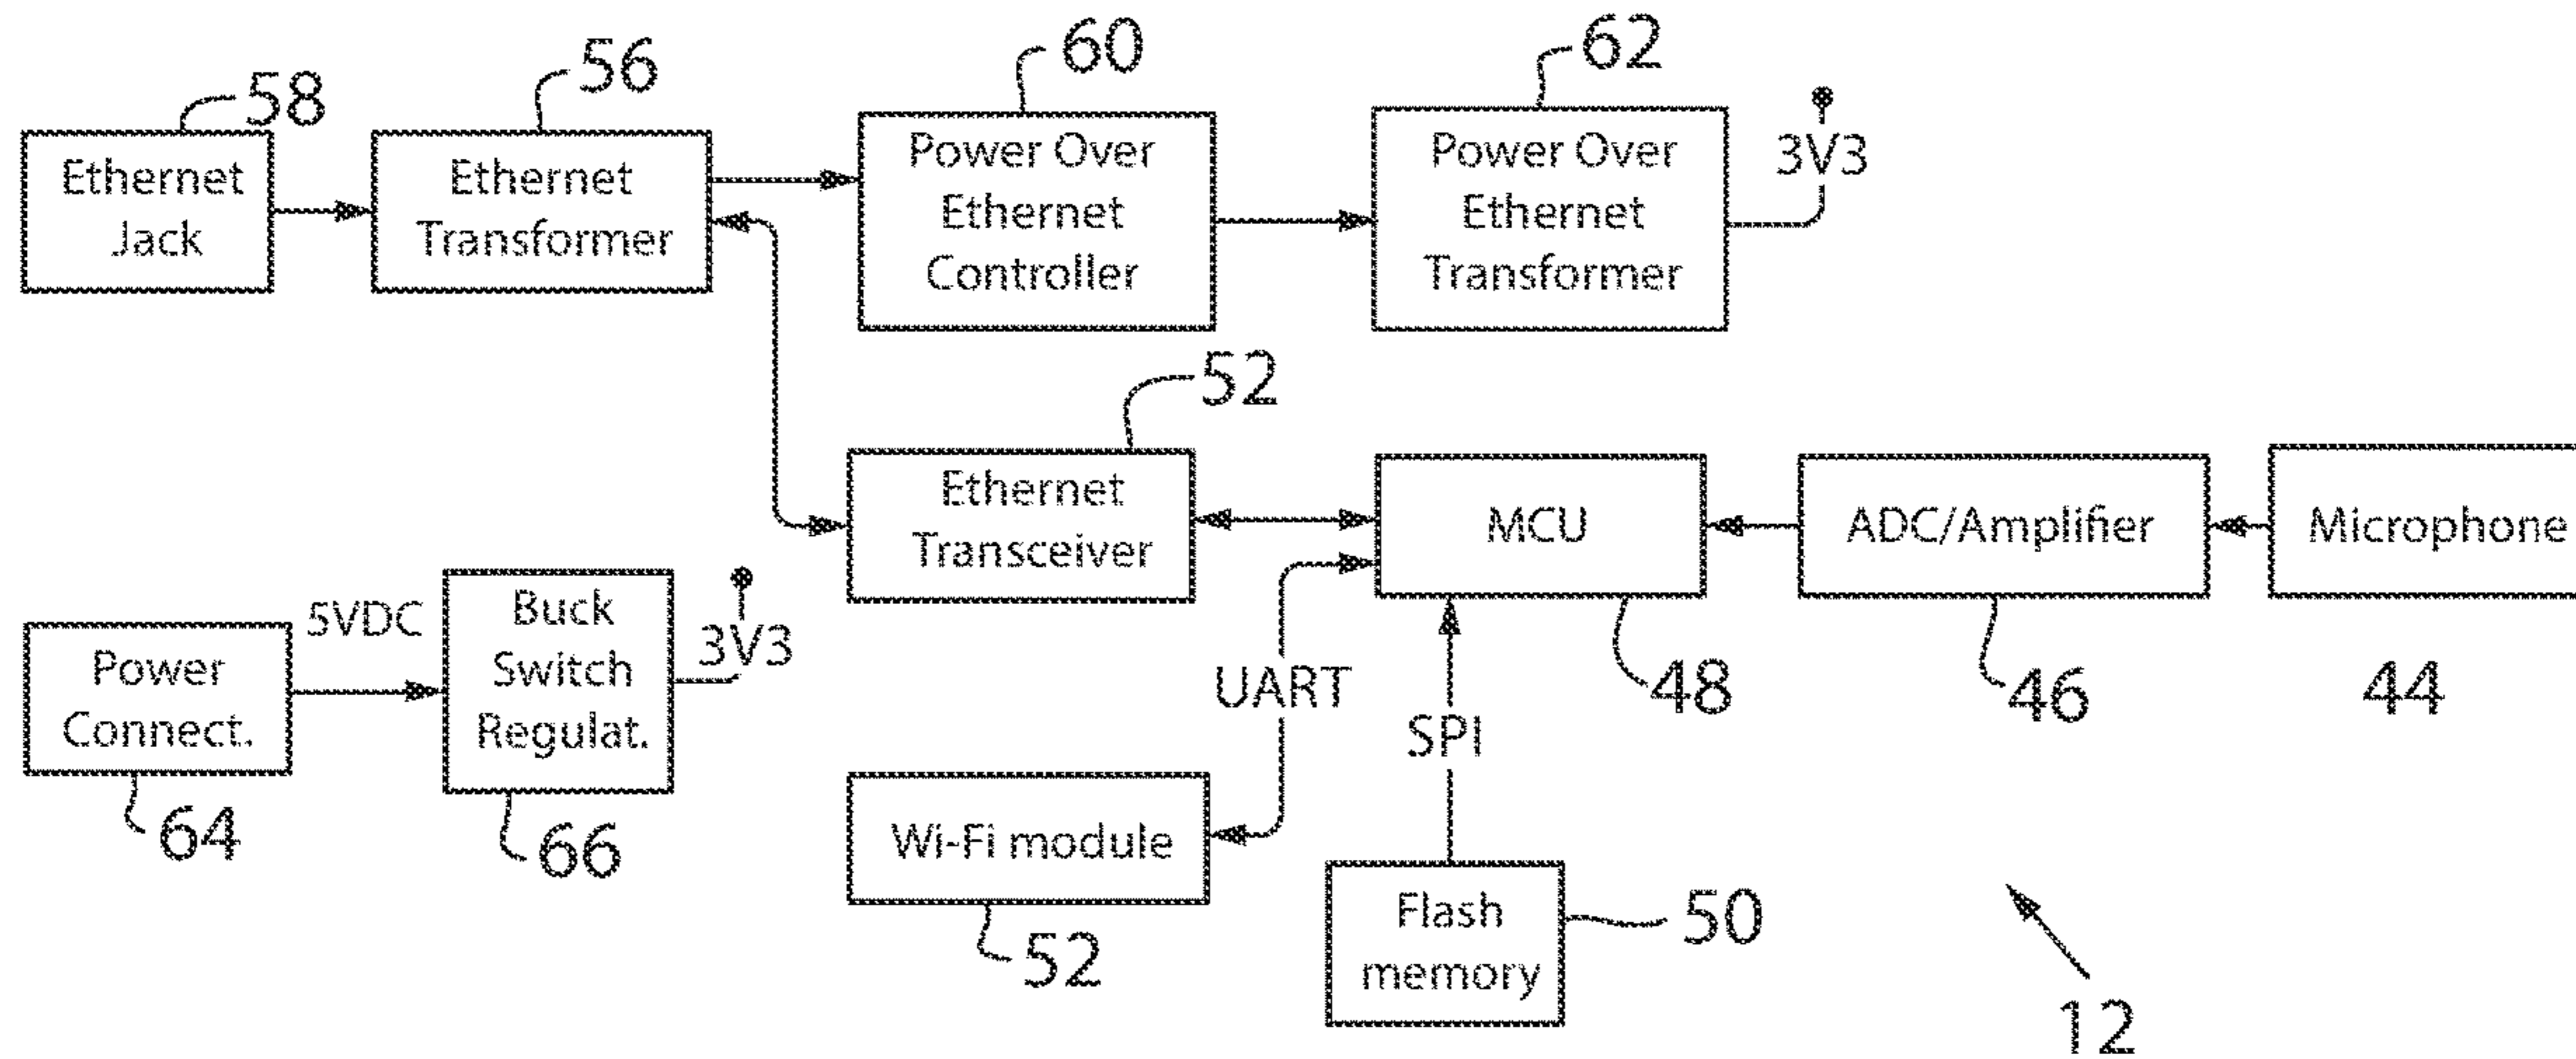 58
56
60
62
Ethernet
Jack
Ethernet
Transformer
Power Over
Ethernet
Controller
Power Over
Ethernet
Transformer
3V3
52
Ethernet
Transceiver
MCU
ADC/Amplifier
Microphone
48
46
44
Power
Connect.
5VDC
Buck
Switch
Regulat.
3V3
64
66
UART
SPI
Wi-Fi module
52
Flash
memory
50
12